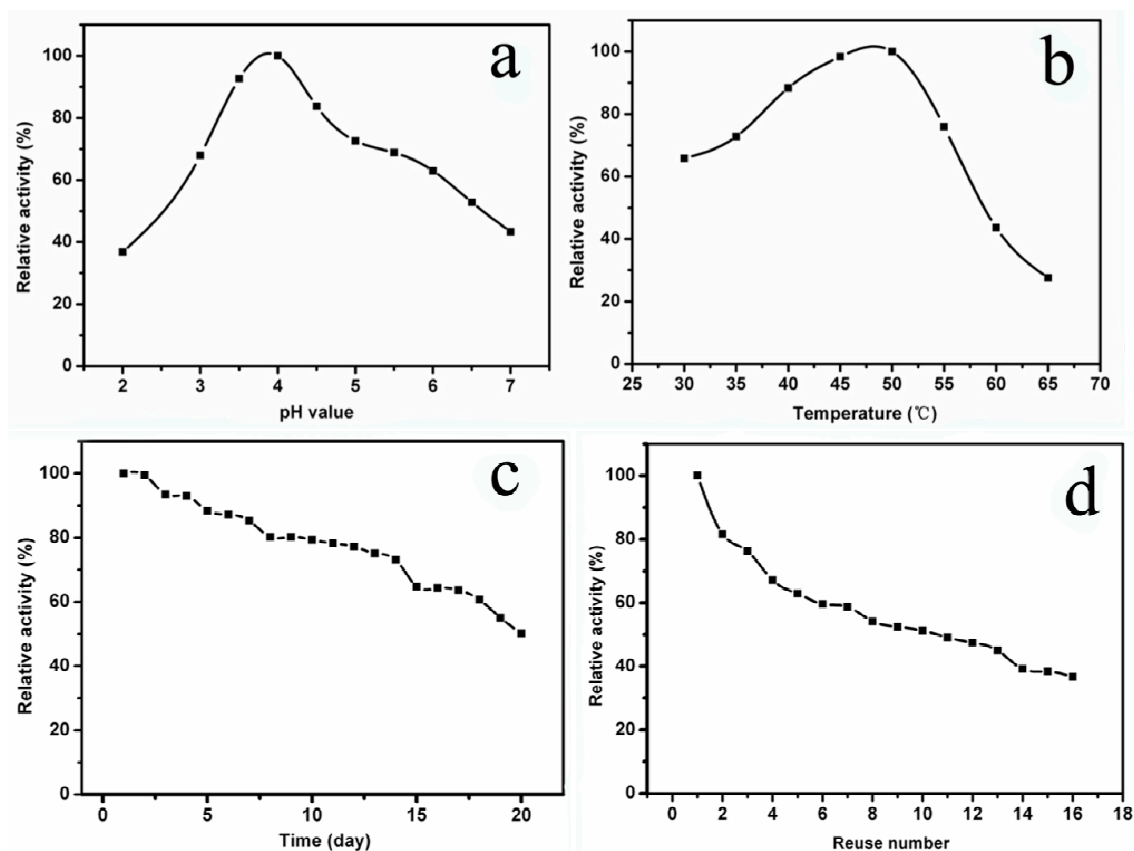 a
100
80
60
40
20
0
Relative activity (%)
2 3 4 5 6 7
pH value
b
100
80
60
40
20
0
Relative activity (%)
25 30 35 40 45 50 55 60 65 70
Temperature (℃)
c
100
80
60
40
20
0
Relative activity (%)
0 5 10 15 20
Time (day)
d
100
80
60
40
20
0
Relative activity (%)
0 2 4 6 8 10 12 14 16 18
Reuse number